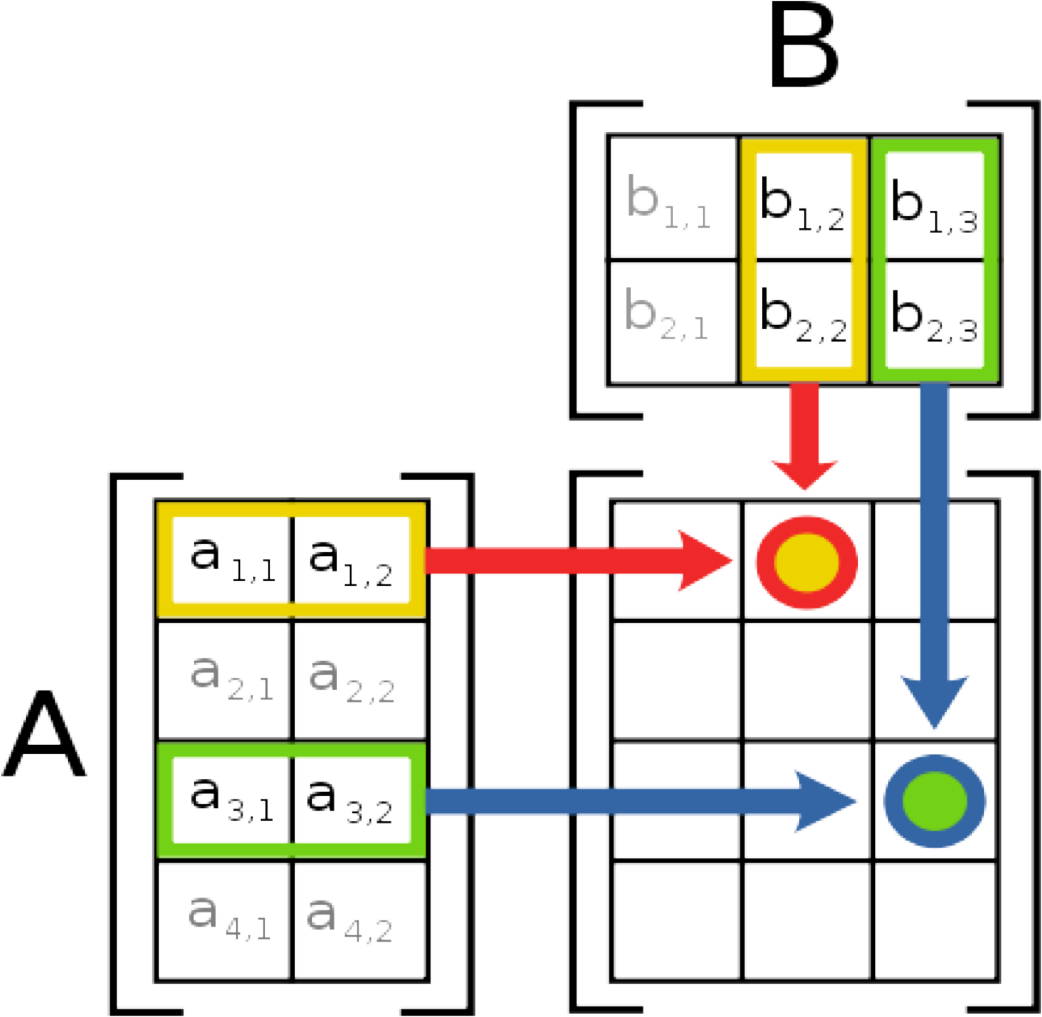 B
b1,1 b1,2 b1,3
b2,1 b2,2 b2,3
A
a1,1 a1,2
a2,1 a2,2
a3,1 a3,2
a4,1 a4,2